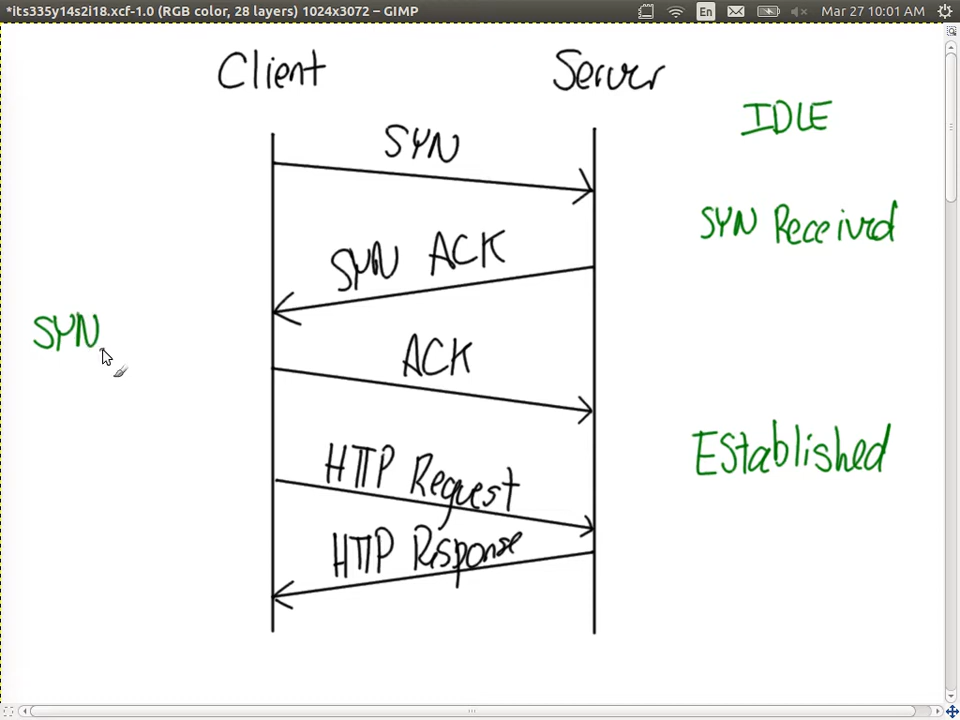 *its335y14s2i18.xcf-1.0 (RGB color, 28 layers) 1024x3072 – GIMP
En
Mar 27 10:01 AM
Client
Server
IDLE
SYN
SYN Received
SYN ACK
SYN
ACK
Established
HTTP Request
HTTP Response